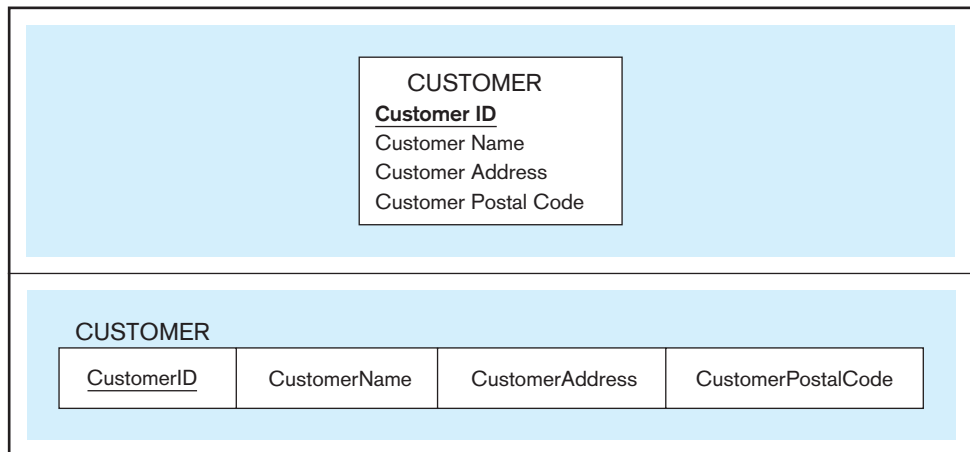 CUSTOMER
Customer ID
Customer Name
Customer Address
Customer Postal Code
CUSTOMER
CustomerID CustomerName CustomerAddress CustomerPostalCode